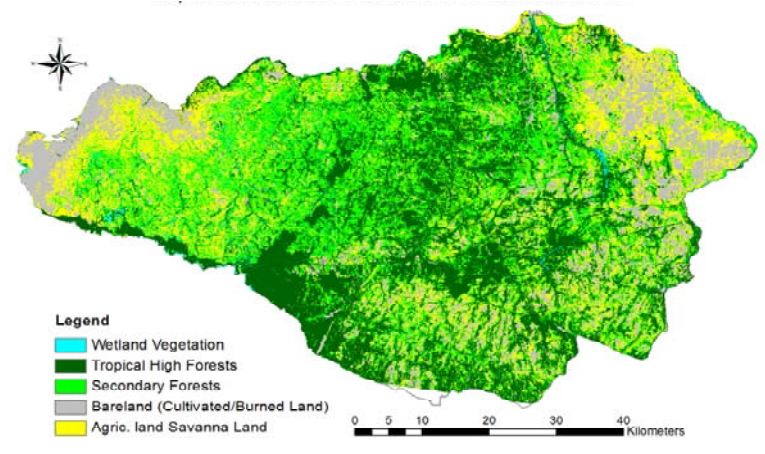 Legend
Wetland Vegetation
Tropical High Forests
Secondary Forests
Bareland (Cultivated/Burned Land)
Agric. land Savanna Land
0 5 10 20 30 40
Kilometers